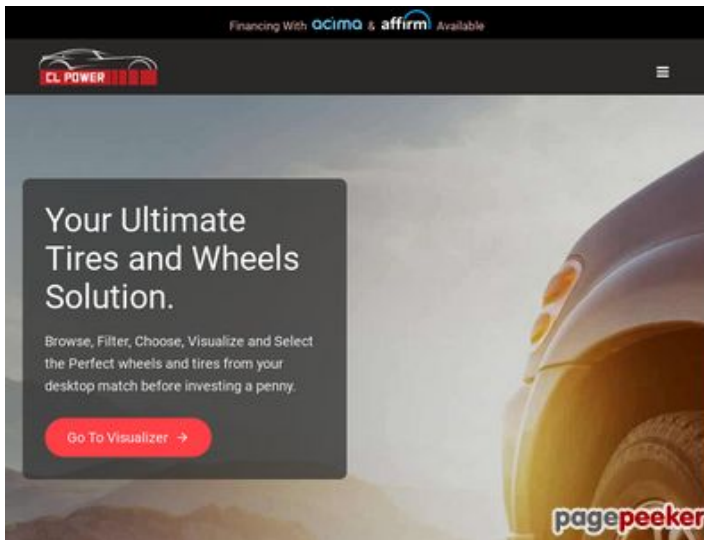 Financing With acima & affirm Available
CL POWER
Your Ultimate
Tires and Wheels
Solution.
Browse, Filter, Choose, Visualize and Select
the Perfect wheels and tires from your
desktop match before investing a penny.
Go To Visualizer →
pagepeeker